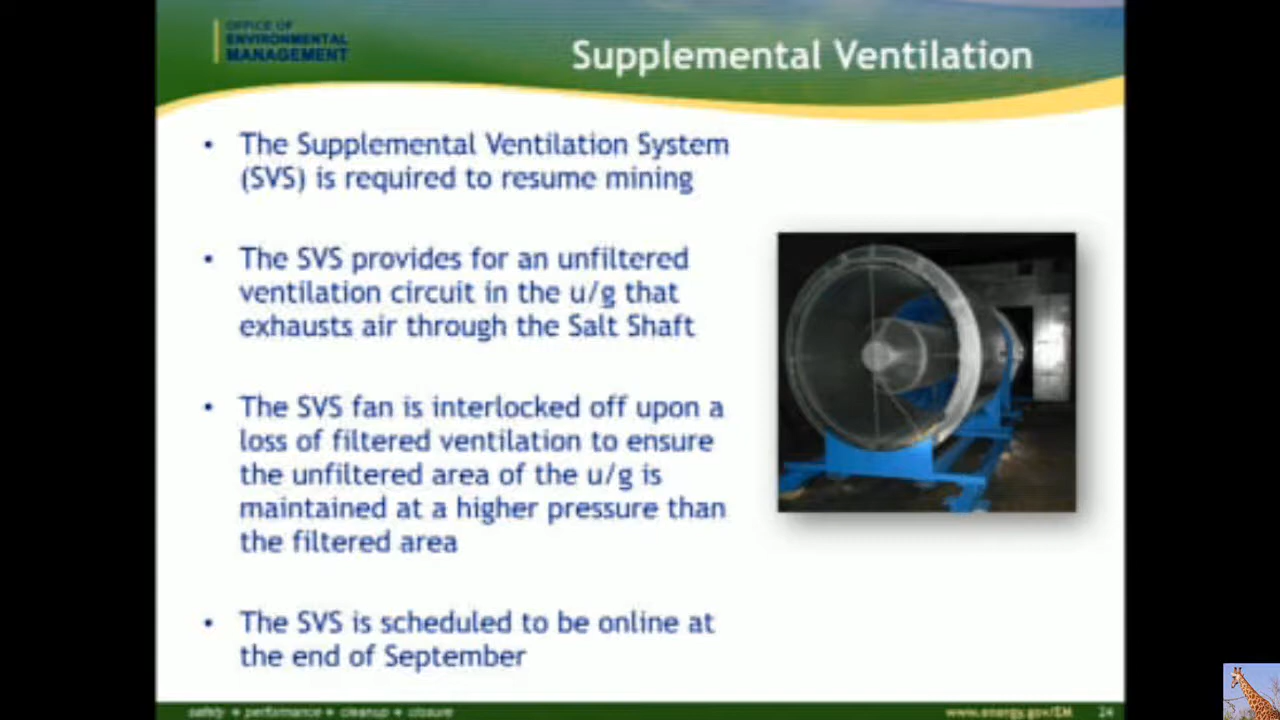 OFFICE OF
ENVIRONMENTAL
MANAGEMENT
Supplemental Ventilation
• The Supplemental Ventilation System
(SVS) is required to resume mining
• The SVS provides for an unfiltered
ventilation circuit in the u/g that
exhausts air through the Salt Shaft
• The SVS fan is interlocked off upon a
loss of filtered ventilation to ensure
the unfiltered area of the u/g is
maintained at a higher pressure than
the filtered area
• The SVS is scheduled to be online at
the end of September
safety • performance • cleanup • closure
www.energy.gov/EM 24